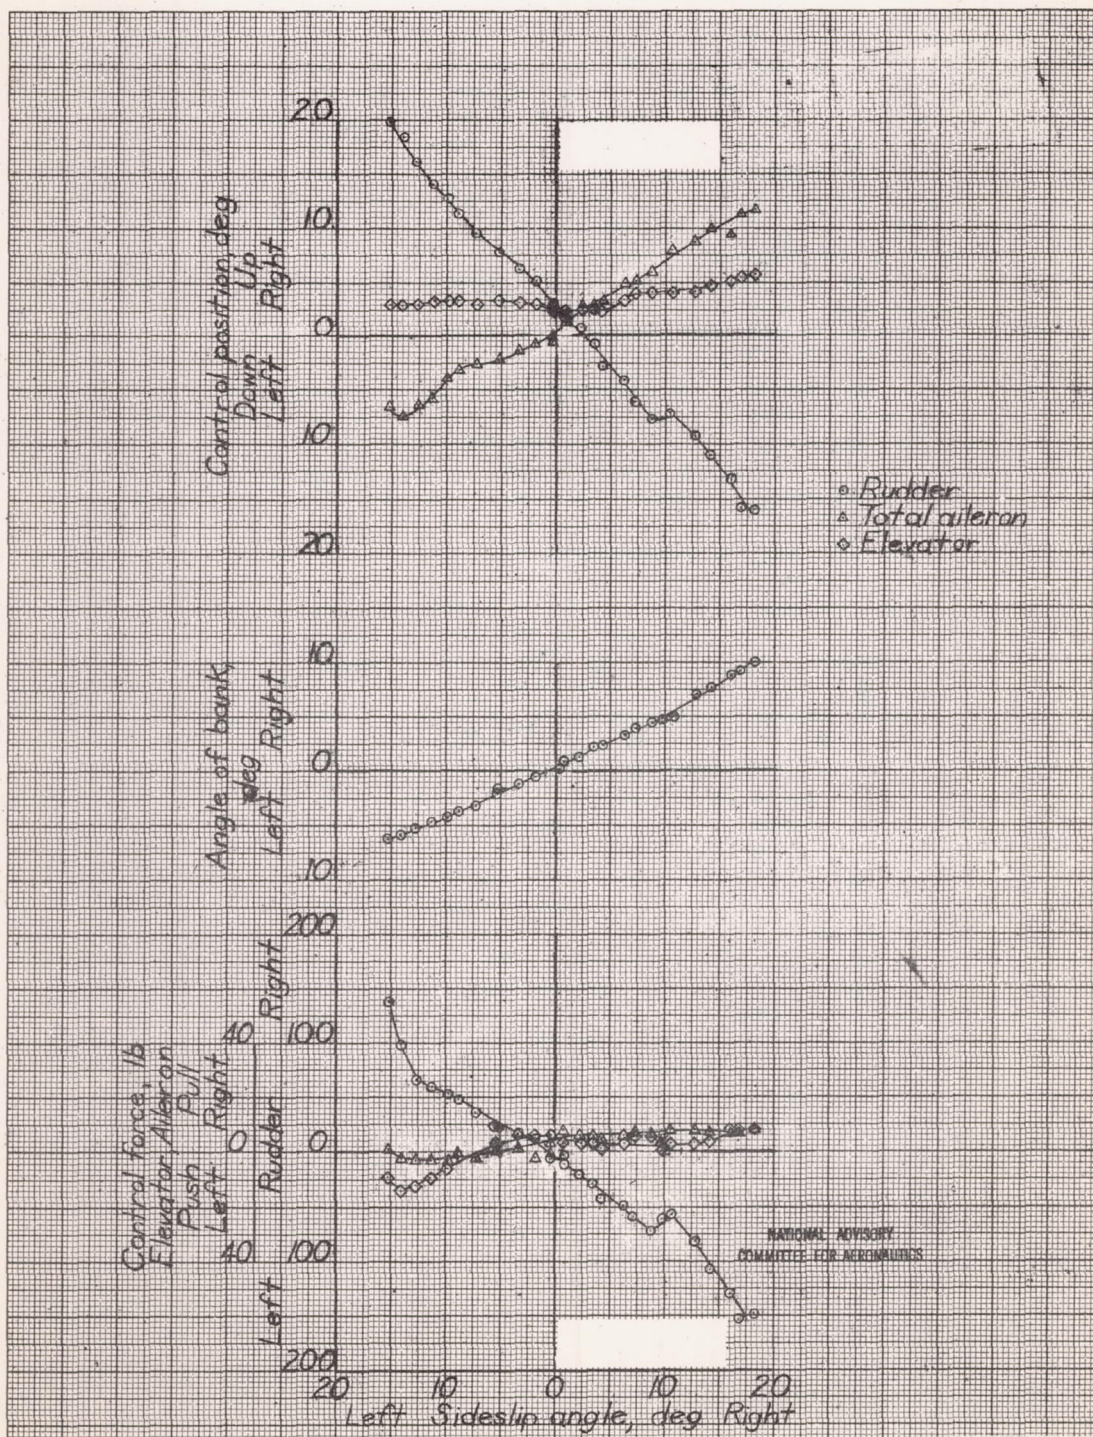 20
10
0
10
20
Control position, deg
Down Up
Left Right
Rudder
Total aileron
Elevator
10
0
10
Angle of bank,
deg
Left Right
200
100
0
100
200
40
0
40
Control force, lb
Elevator, Aileron
Push Pull
Left Right
Rudder
Left Right
NATIONAL ADVISORY
COMMITTEE FOR AERONAUTICS
20 10 0 10 20
Left Sideslip angle, deg Right